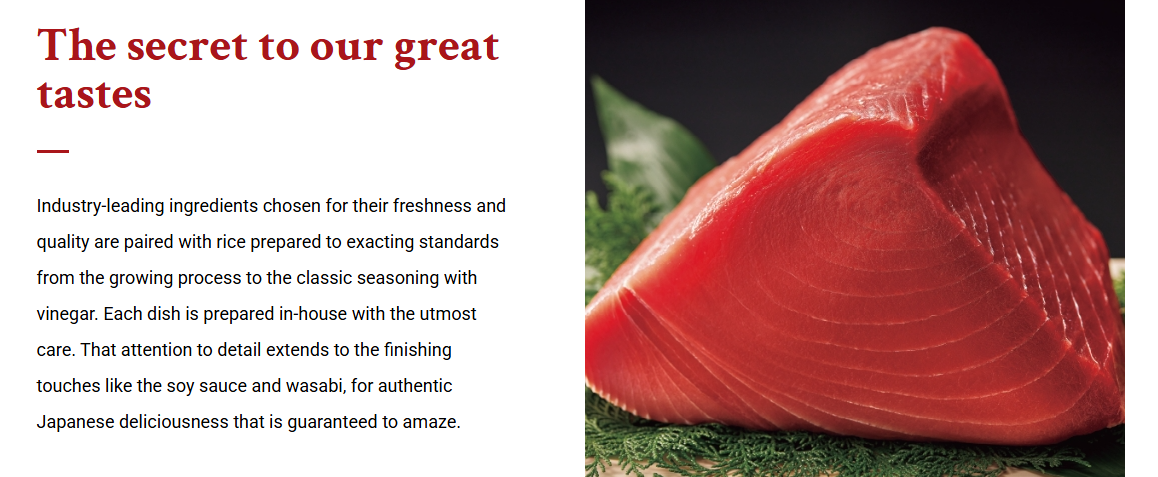 The secret to our great
tastes
Industry-leading ingredients chosen for their freshness and
quality are paired with rice prepared to exacting standards
from the growing process to the classic seasoning with
vinegar. Each dish is prepared in-house with the utmost
care. That attention to detail extends to the finishing
touches like the soy sauce and wasabi, for authentic
Japanese deliciousness that is guaranteed to amaze.